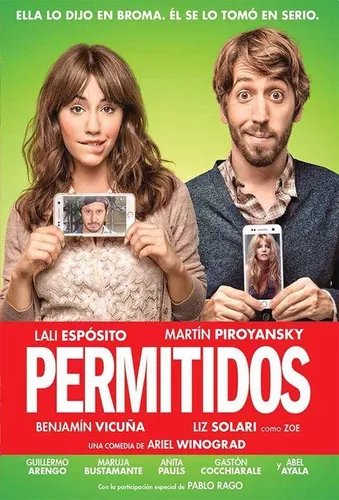 ELLA LO DIJO EN BROMA. ÉL SE LO TOMÓ EN SERIO.
LALI ESPÓSITO MARTÍN PIROYANSKY
PERMITIDOS
BENJAMÍN VICUÑA LIZ SOLARI como ZOE
UNA COMEDIA DE ARIEL WINOGRAD
GUILLERMO ARENGO MARUJA BUSTAMANTE ANITA PAULS GASTÓN COCCHIARALE y ABEL AYALA
Con la participación especial de PABLO RAGO